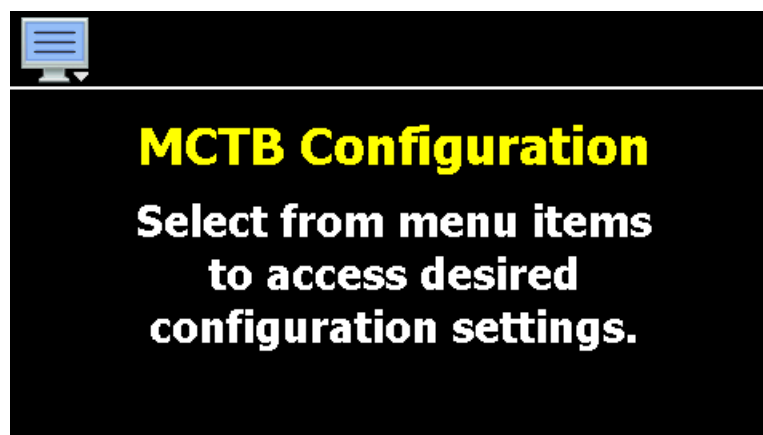 MCTB Configuration
Select from menu items
to access desired
configuration settings.